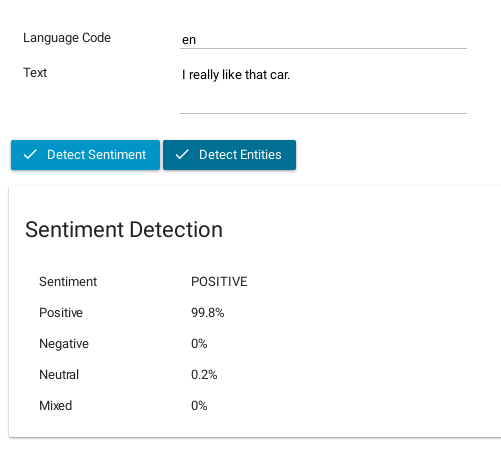 Language Code en
Text I really like that car.
Detect Sentiment Detect Entities
Sentiment Detection
Sentiment POSITIVE
Positive 99.8%
Negative 0%
Neutral 0.2%
Mixed 0%